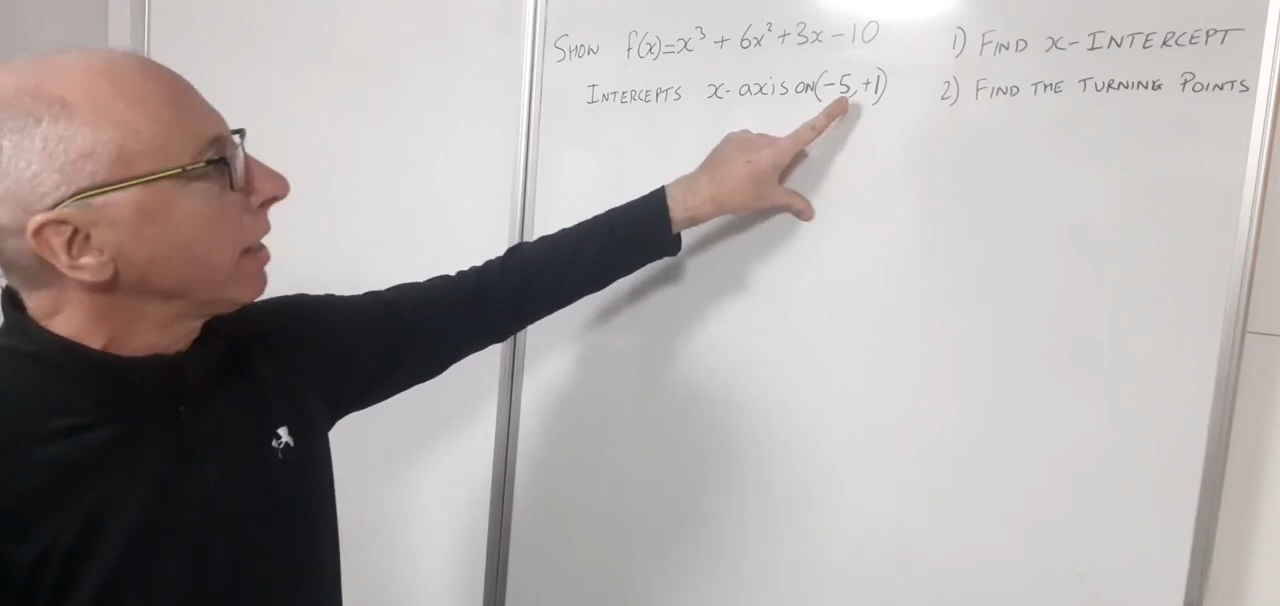 SHOW f(x)=x³ + 6x² + 3x - 10
INTERCEPTS x-axis ON (-5, +1)
1) FIND x-INTERCEPT
2) FIND THE TURNING POINTS